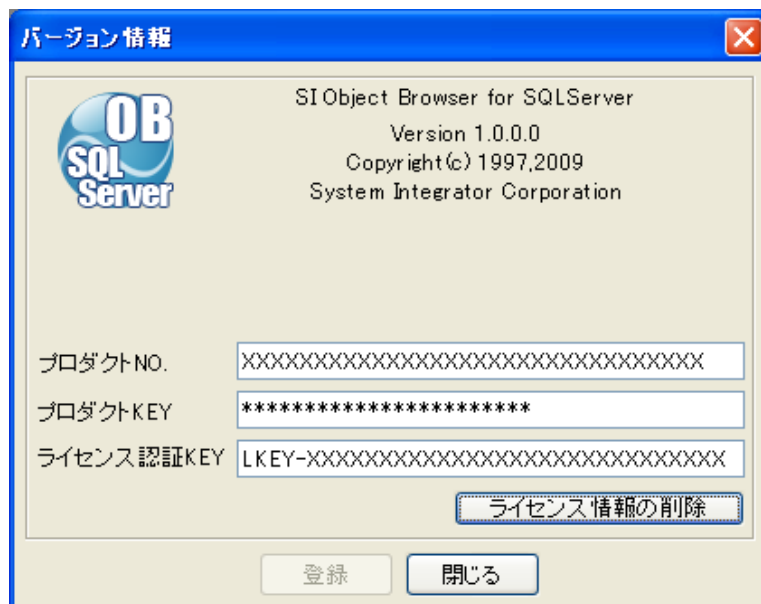 バージョン情報
OB
SQL
Server
SI Object Browser for SQLServer
Version 1.0.0.0
Copyright(c) 1997,2009
System Integrator Corporation
プロダクトNO. XXXXXXXXXXXXXXXXXXXXXXXXXXXXXXXX
プロダクトKEY ***********************
ライセンス認証KEY LKEY-XXXXXXXXXXXXXXXXXXXXXXXXXXXXX
ライセンス情報の削除
登録 閉じる